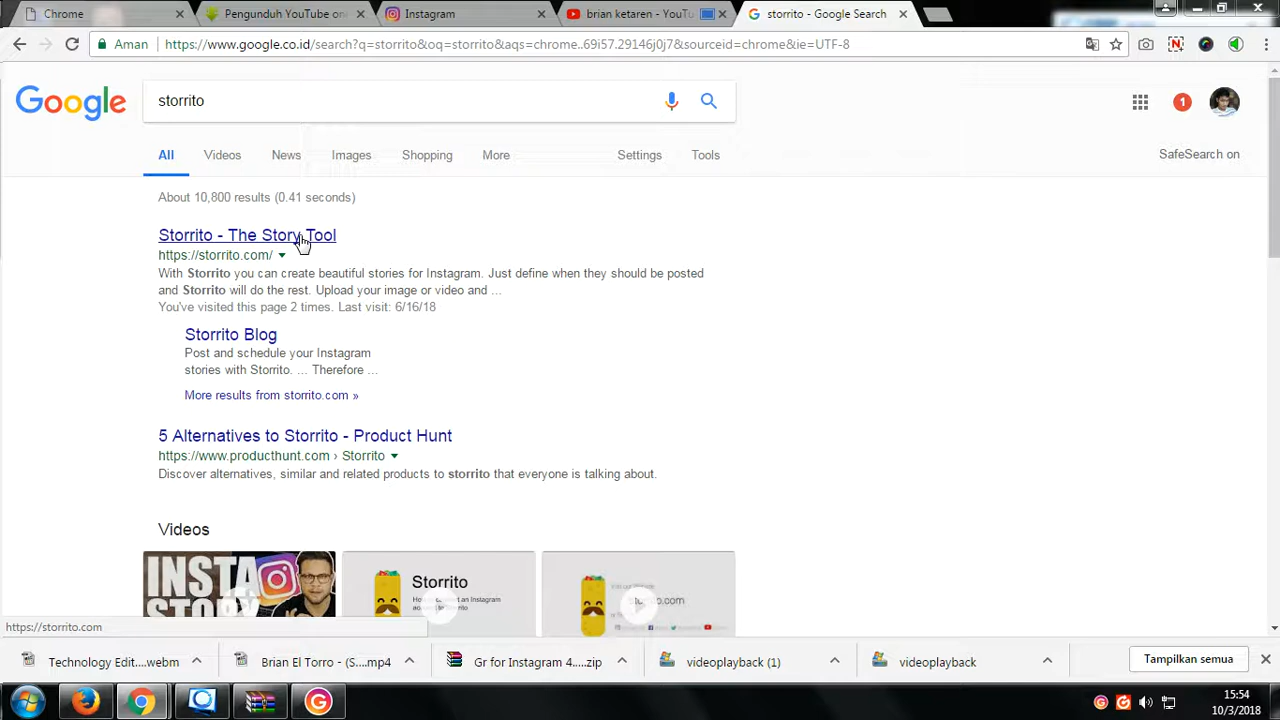 Chrome
Pengunduh YouTube on
Instagram
brian ketaren - YouTu
storrito - Google Search
Aman
https://www.google.co.id/search?q=storrito&oq=storrito&aqs=chrome..69i57.29146j0j7&sourceid=chrome&ie=UTF-8
Google
storrito
1
All
Videos
News
Images
Shopping
More
Settings
Tools
SafeSearch on
About 10,800 results (0.41 seconds)
Storrito - The Story Tool
https://storrito.com/
With Storrito you can create beautiful stories for Instagram. Just define when they should be posted
and Storrito will do the rest. Upload your image or video and ...
You've visited this page 2 times. Last visit: 6/16/18
Storrito Blog
Post and schedule your Instagram
stories with Storrito. ... Therefore ...
More results from storrito.com »
5 Alternatives to Storrito - Product Hunt
https://www.producthunt.com › Storrito
Discover alternatives, similar and related products to storrito that everyone is talking about.
Videos
INSTA
STORY
Storrito
https://storrito.com
Technology Edit....webm
Brian El Torro - (S....mp4
Gr for Instagram 4.....zip
videoplayback (1)
videoplayback
Tampilkan semua
15:54
10/3/2018